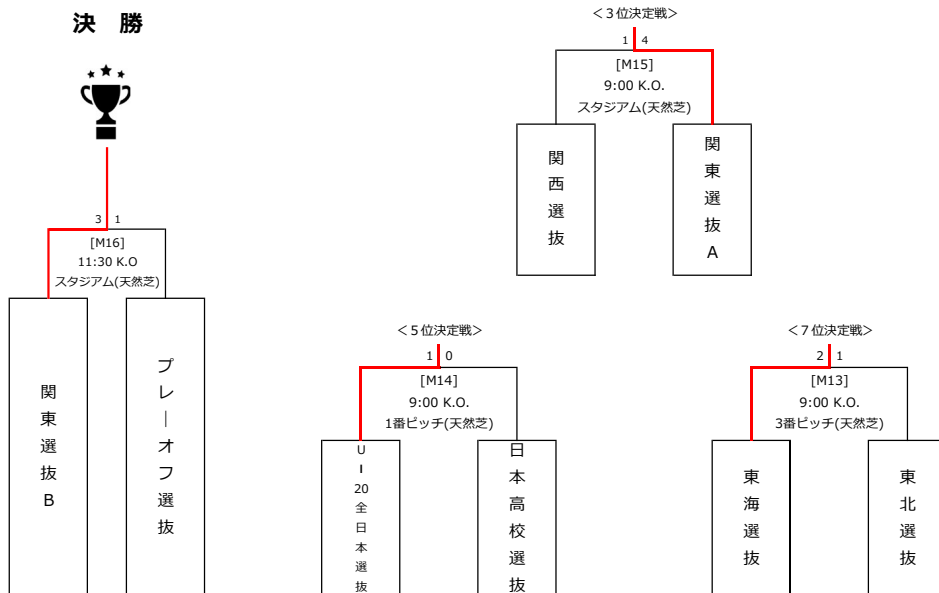 決 勝
3 1
[M16]
11:30 K.O
スタジアム(天然芝)
関東選抜B
プレーオフ選抜
＜３位決定戦＞
1 4
[M15]
9:00 K.O.
スタジアム(天然芝)
関西選抜
関東選抜A
＜５位決定戦＞
1 0
[M14]
9:00 K.O.
1番ピッチ(天然芝)
U-20全日本選抜
日本高校選抜
＜７位決定戦＞
2 1
[M13]
9:00 K.O.
3番ピッチ(天然芝)
東海選抜
東北選抜